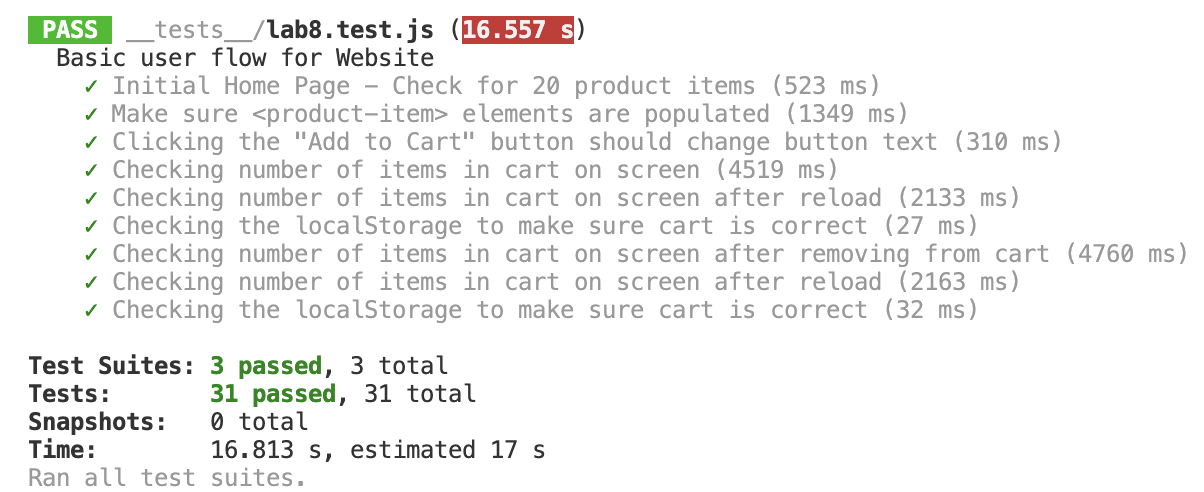 PASS __tests__/lab8.test.js (16.557 s)
Basic user flow for Website
✓ Initial Home Page – Check for 20 product items (523 ms)
✓ Make sure <product-item> elements are populated (1349 ms)
✓ Clicking the "Add to Cart" button should change button text (310 ms)
✓ Checking number of items in cart on screen (4519 ms)
✓ Checking number of items in cart on screen after reload (2133 ms)
✓ Checking the localStorage to make sure cart is correct (27 ms)
✓ Checking number of items in cart on screen after removing from cart (4760 ms)
✓ Checking number of items in cart on screen after reload (2163 ms)
✓ Checking the localStorage to make sure cart is correct (32 ms)
Test Suites: 3 passed, 3 total
Tests: 31 passed, 31 total
Snapshots: 0 total
Time: 16.813 s, estimated 17 s
Ran all test suites.